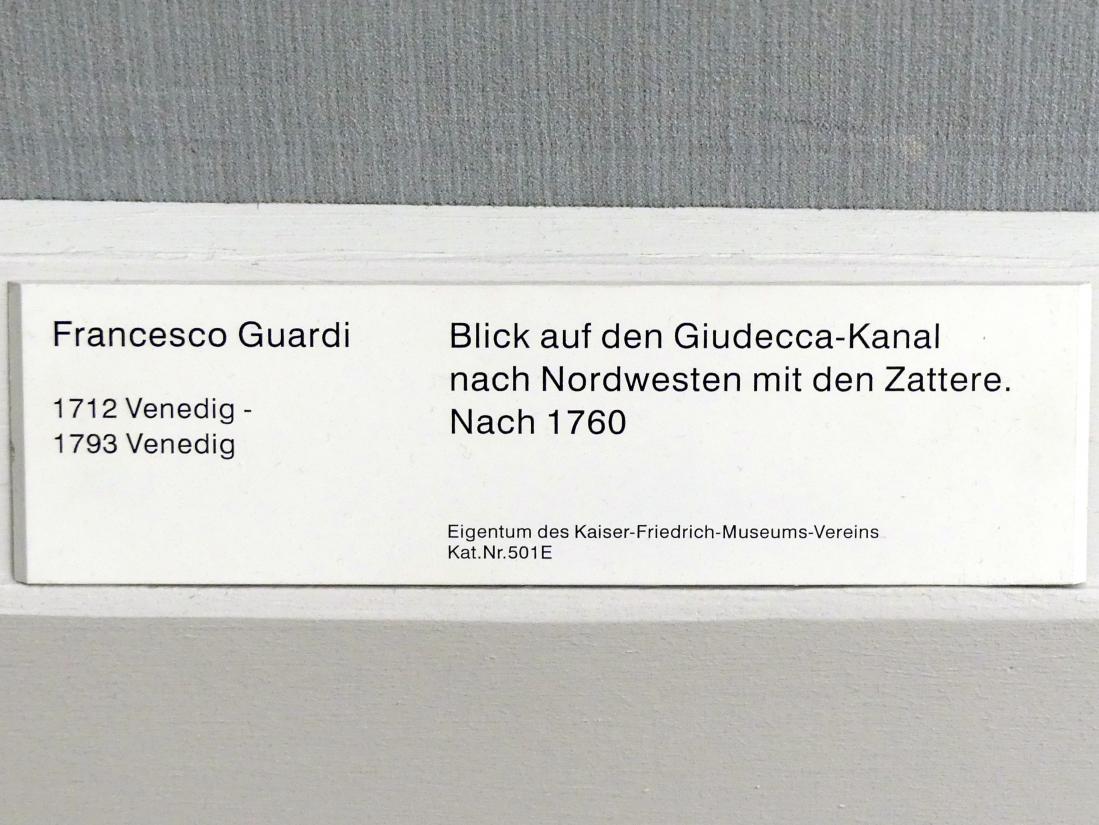 Francesco Guardi
1712 Venedig -
1793 Venedig
Blick auf den Giudecca-Kanal
nach Nordwesten mit den Zattere.
Nach 1760
Eigentum des Kaiser-Friedrich-Museums-Vereins
Kat.Nr.501E